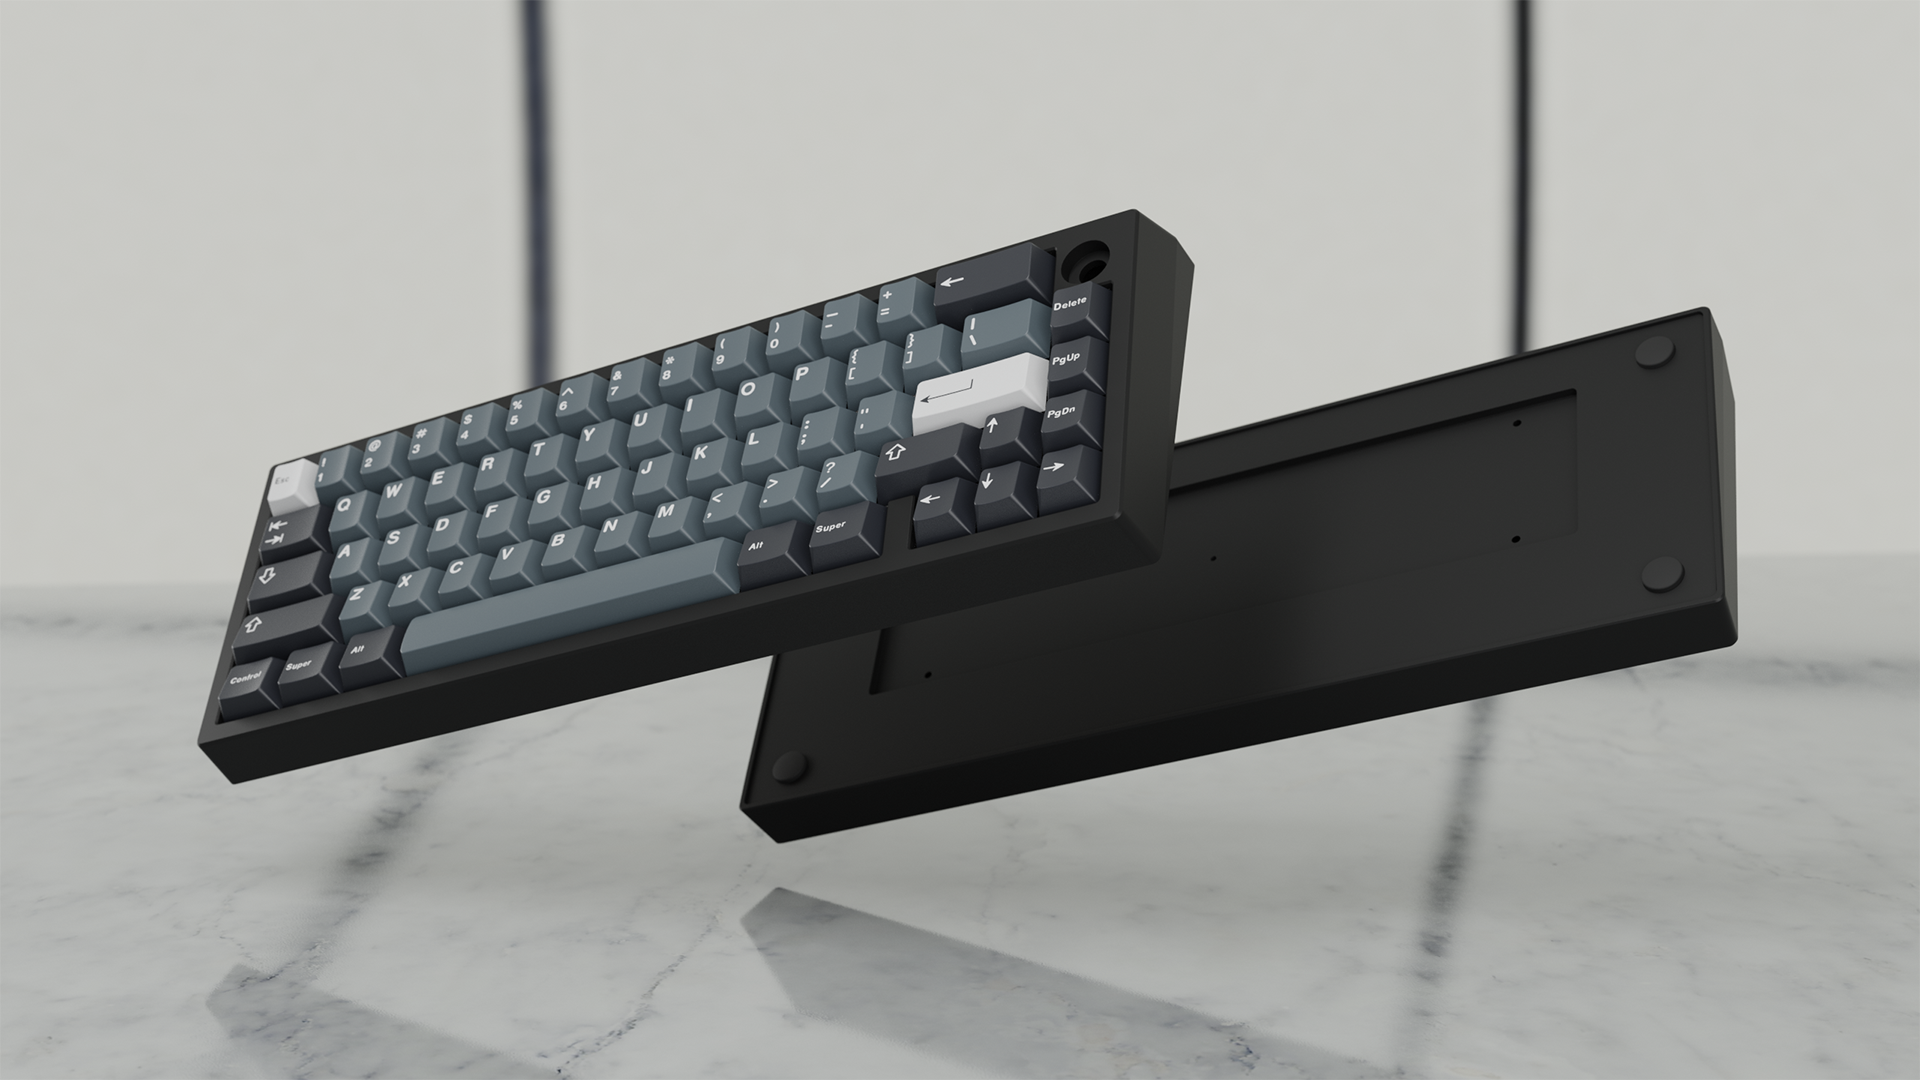 Esc ! 1 @ 2 # 3 $ 4 % 5 ^ 6 & 7 * 8 ( 9 ) 0 _ - + = ←
⇤ ⇥ Q W E R T Y U I O P { [ } ] | \ Delete
⇩ A S D F G H J K L : ; " ' ↵ PgUp
⇧ Z X C V B N M < , > . ? / ⇧ ↑ PgDn
Control Super Alt Alt Super ← ↓ →